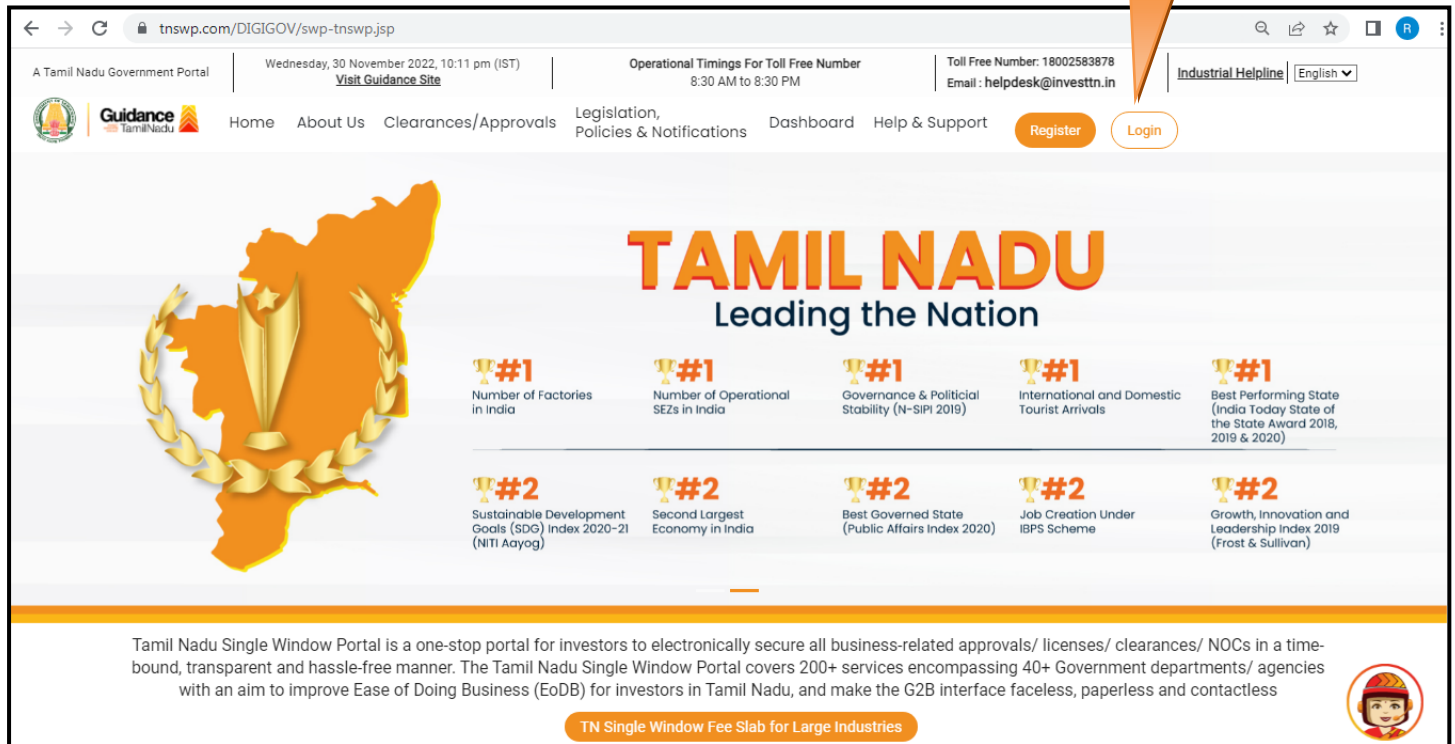 tnswp.com/DIGIGOV/swp-tnswp.jsp
R
A Tamil Nadu Government Portal
Wednesday, 30 November 2022, 10:11 pm (IST)
Visit Guidance Site
Operational Timings For Toll Free Number
8:30 AM to 8:30 PM
Toll Free Number: 18002583878
Email : helpdesk@investtn.in
Industrial Helpline
English
Guidance
TamilNadu
Home
About Us
Clearances/Approvals
Legislation,
Policies & Notifications
Dashboard
Help & Support
Register
Login
TAMIL NADU
Leading the Nation
#1
Number of Factories
in India
#1
Number of Operational
SEZs in India
#1
Governance & Politicial
Stability (N-SIPI 2019)
#1
International and Domestic
Tourist Arrivals
#1
Best Performing State
(India Today State of
the State Award 2018,
2019 & 2020)
#2
Sustainable Development
Goals (SDG) Index 2020-21
(NITI Aayog)
#2
Second Largest
Economy in India
#2
Best Governed State
(Public Affairs Index 2020)
#2
Job Creation Under
IBPS Scheme
#2
Growth, Innovation and
Leadership Index 2019
(Frost & Sullivan)
Tamil Nadu Single Window Portal is a one-stop portal for investors to electronically secure all business-related approvals/ licenses/ clearances/ NOCs in a time-
bound, transparent and hassle-free manner. The Tamil Nadu Single Window Portal covers 200+ services encompassing 40+ Government departments/ agencies
with an aim to improve Ease of Doing Business (EoDB) for investors in Tamil Nadu, and make the G2B interface faceless, paperless and contactless
TN Single Window Fee Slab for Large Industries